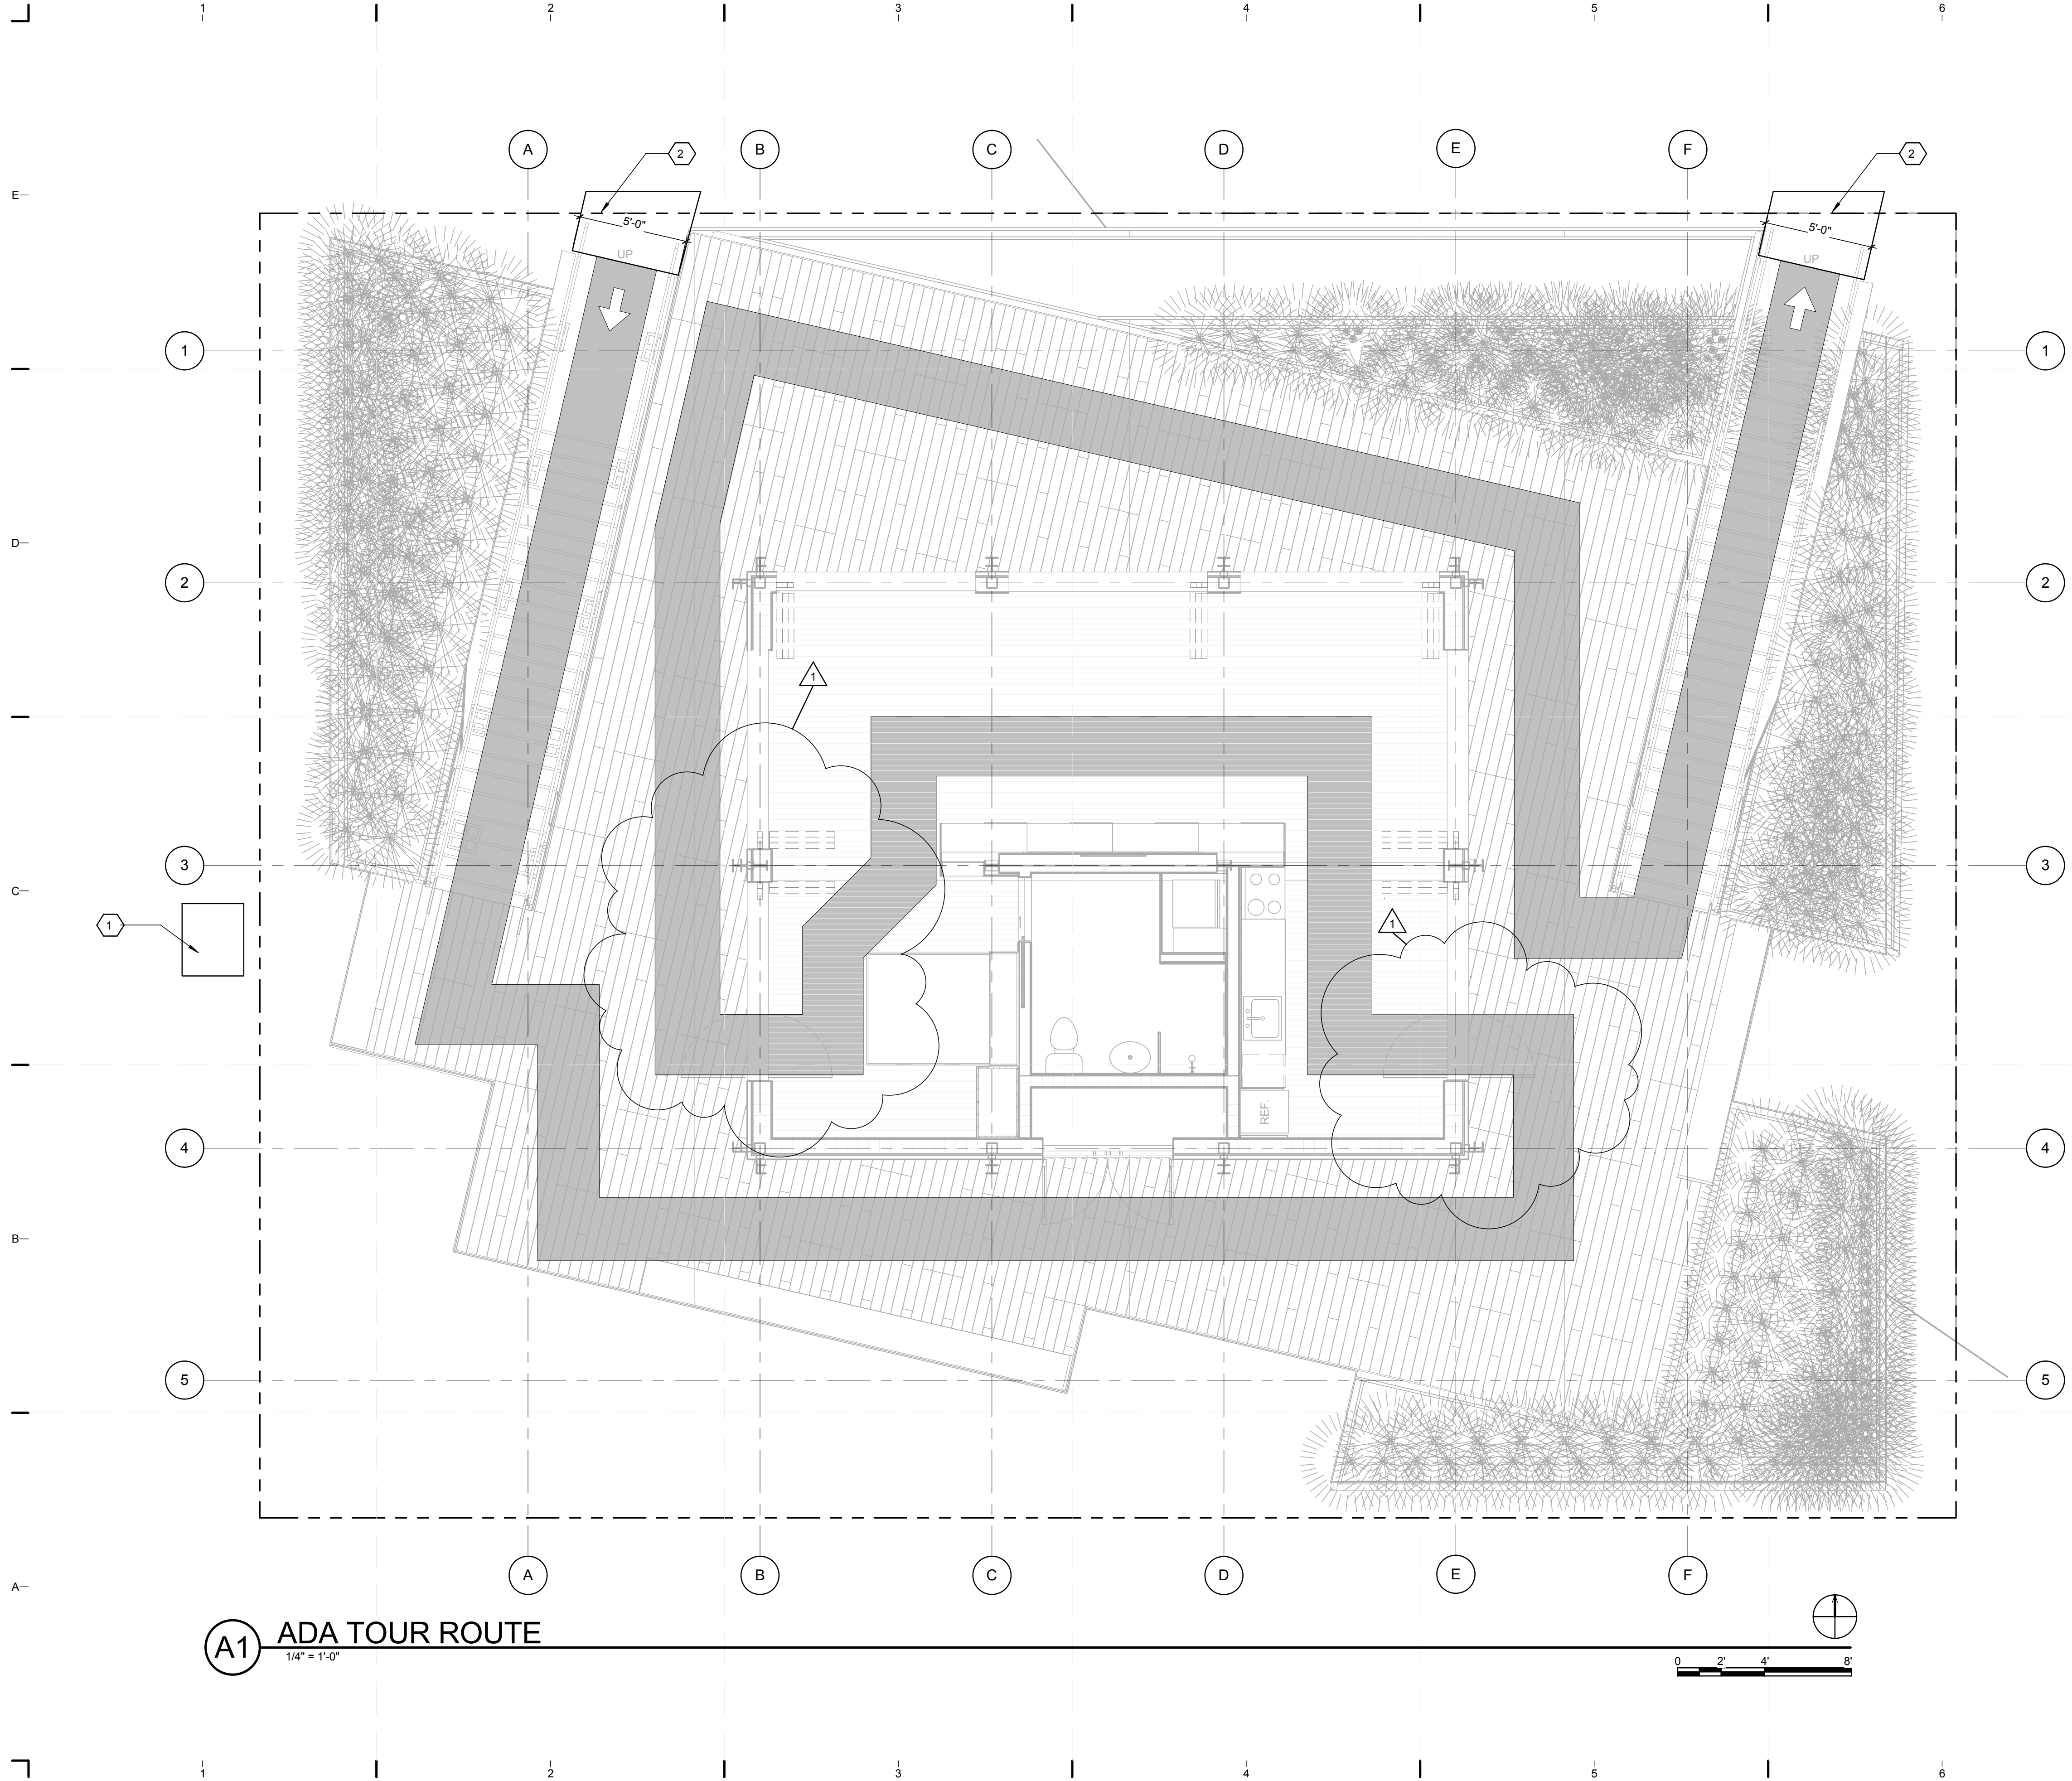 1 2 3 4 5 6
A B C D E F
2 2
E
5'-0" 5'-0"
UP UP
1 1
D
2 2
1
3 3
C
1 1
REF.
4 4
B
5 5
A B C D E F
A
A1 ADA TOUR ROUTE
1/4" = 1'-0"
0 2' 4' 8'
1 2 3 4 5 6